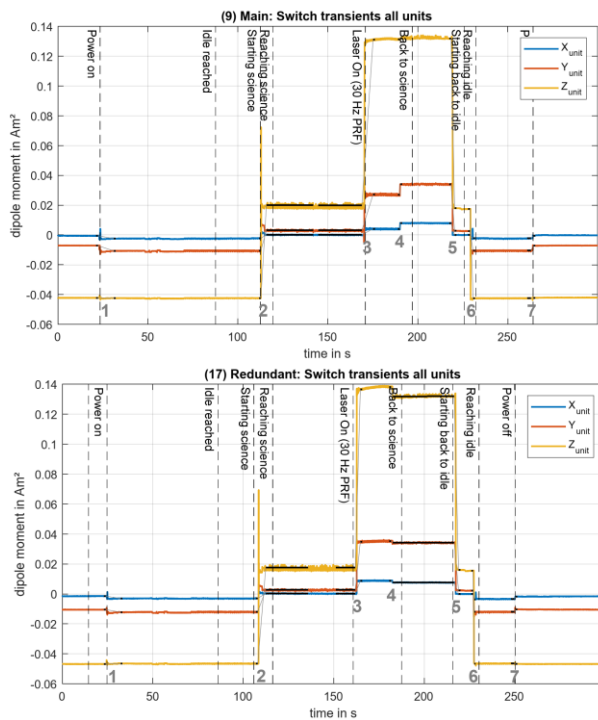 (9) Main: Switch transients all units
0.14
0.12
0.1
0.08
0.06
0.04
0.02
0
-0.02
-0.04
-0.06
dipole moment in Am²
Power on
Idle reached
Starting science
Reaching science
Laser On (30 Hz PRF)
Back to science
Starting back to idle
Reaching idle
X unit
Y unit
Z unit
1
2
3
4
5
6
7
0
50
100
150
200
250
time in s
(17) Redundant: Switch transients all units
0.14
0.12
0.1
0.08
0.06
0.04
0.02
0
-0.02
-0.04
-0.06
dipole moment in Am²
Power on
Idle reached
Starting science
Reaching science
Laser On (30 Hz PRF)
Back to science
Starting back to idle
Reaching idle
Power off
X unit
Y unit
Z unit
1
2
3
4
5
6
7
0
50
100
150
200
250
time in s